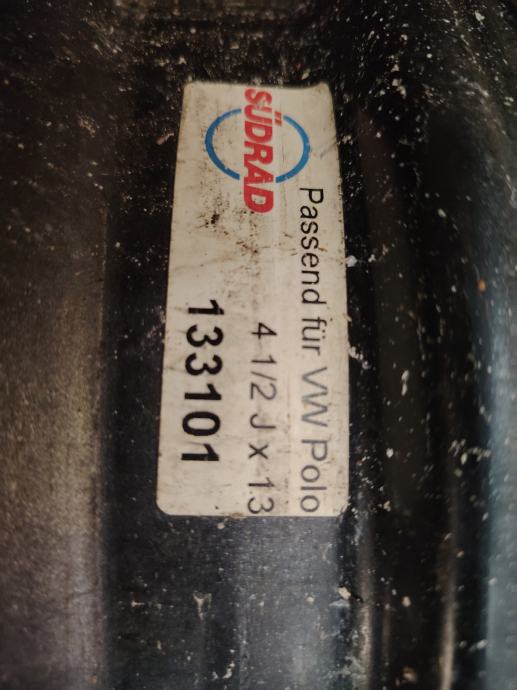 SÜDRAD
Passend für VW Polo
4 1/2 J x 13
133101